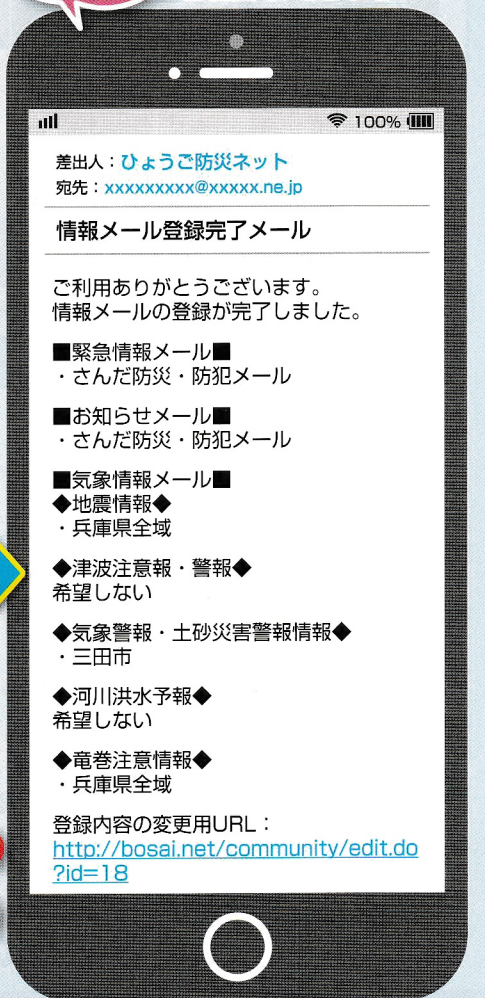 100%
差出人：ひょうご防災ネット
宛先：xxxxxxxxx@xxxxx.ne.jp
情報メール登録完了メール
ご利用ありがとうございます。
情報メールの登録が完了しました。
■緊急情報メール■
・さんだ防災・防犯メール
■お知らせメール■
・さんだ防災・防犯メール
■気象情報メール■
◆地震情報◆
・兵庫県全域
◆津波注意報・警報◆
希望しない
◆気象警報・土砂災害警報情報◆
・三田市
◆河川洪水予報◆
希望しない
◆竜巻注意情報◆
・兵庫県全域
登録内容の変更用URL：
http://bosai.net/community/edit.do
?id=18